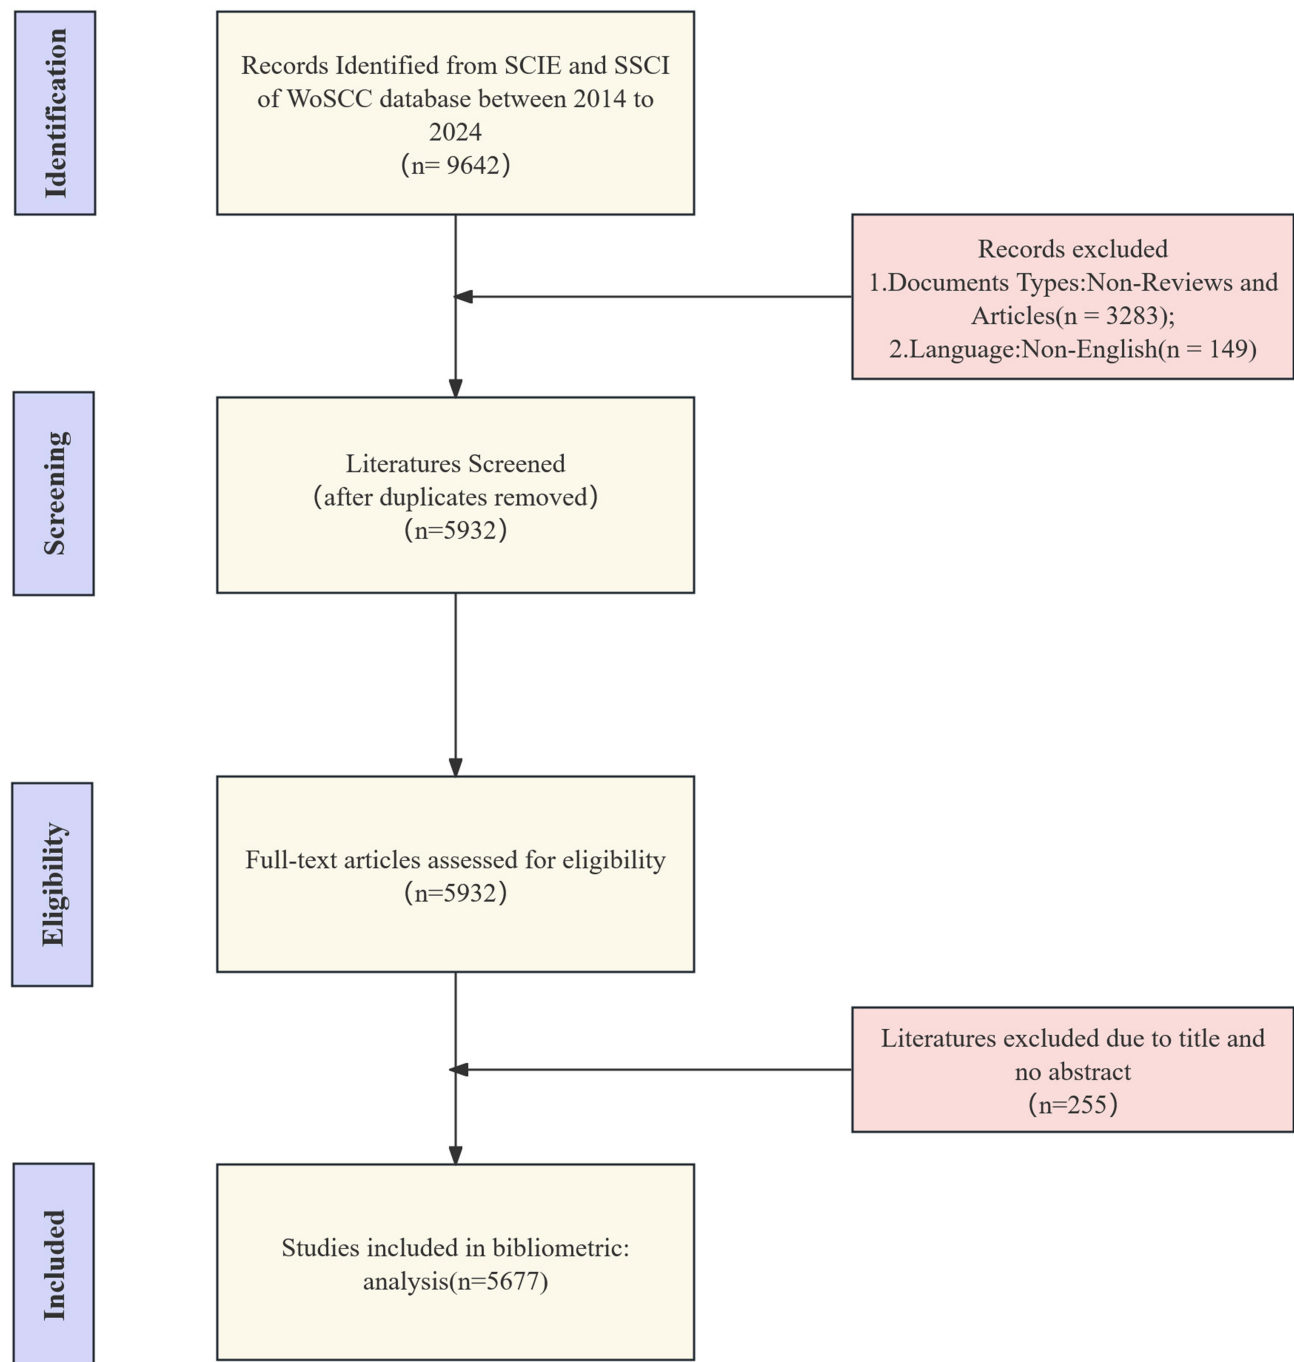 Identification
Records Identified from SCIE and SSCI
of WoSCC database between 2014 to
2024
(n= 9642)
Records excluded
1.Documents Types:Non-Reviews and
Articles(n = 3283);
2.Language:Non-English(n = 149)
Screening
Literatures Screened
(after duplicates removed)
(n=5932)
Eligibility
Full-text articles assessed for eligibility
(n=5932)
Literatures excluded due to title and
no abstract
(n=255)
Included
Studies included in bibliometric:
analysis(n=5677)